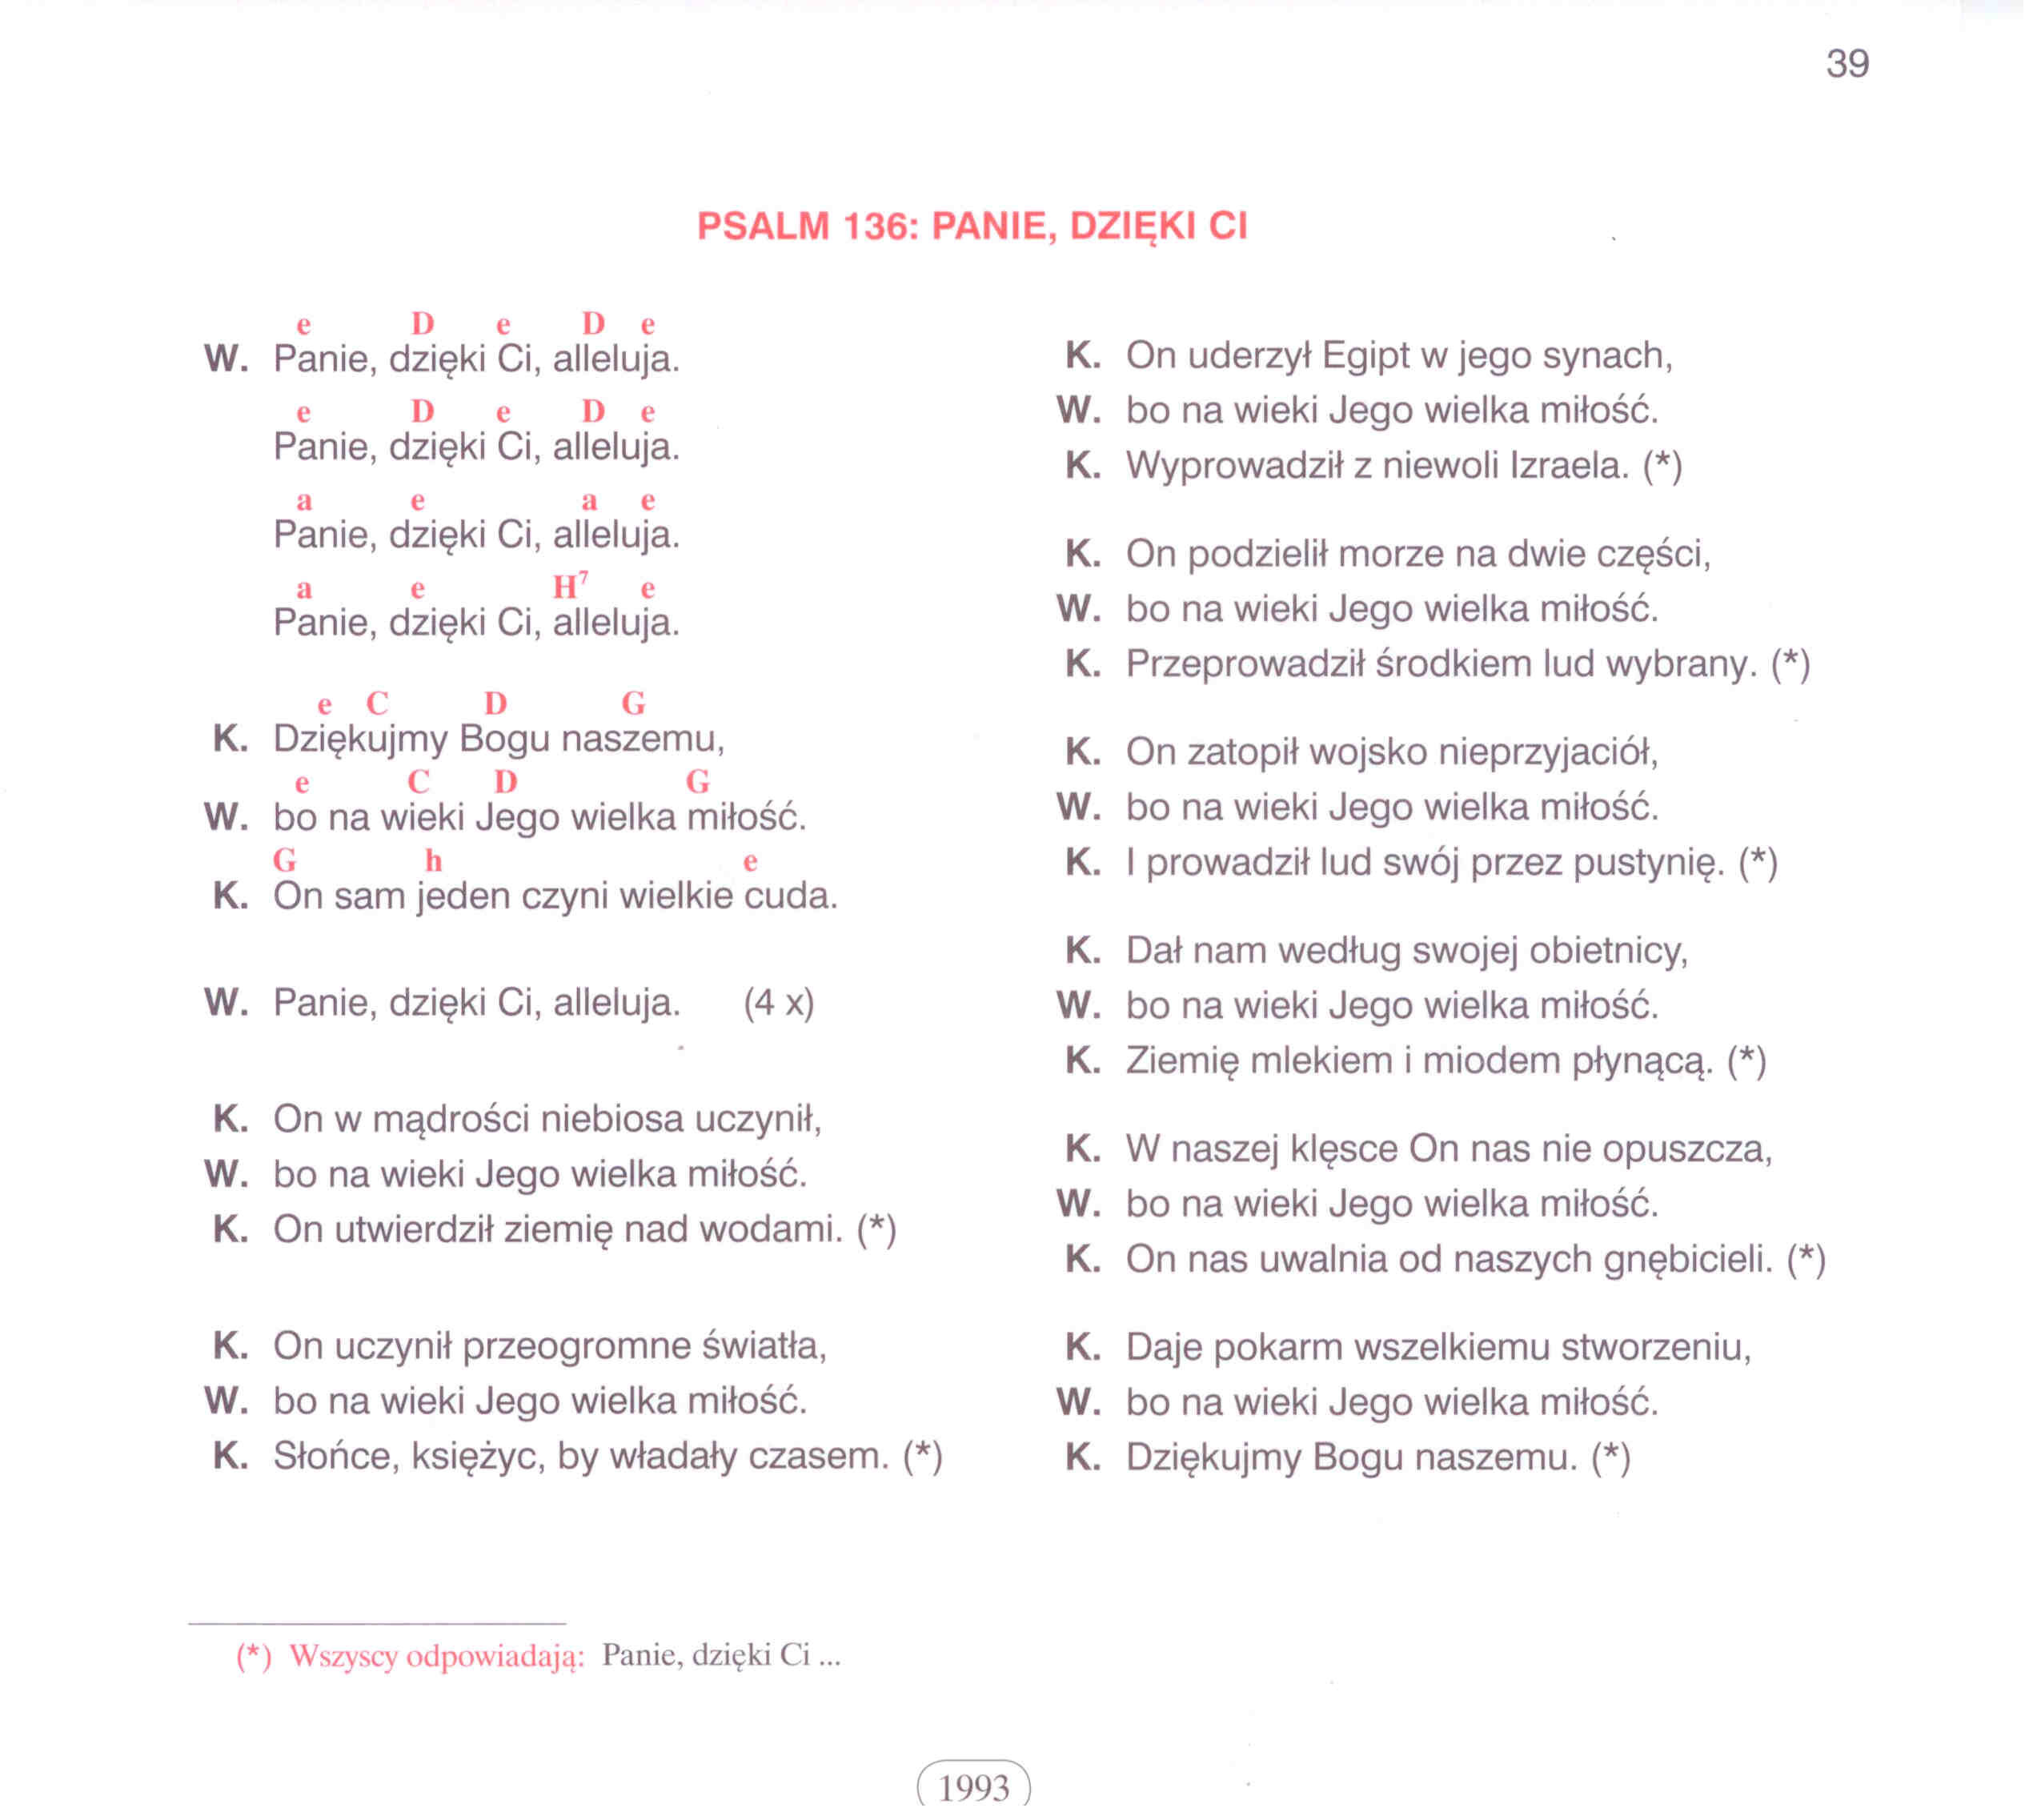 39
PSALM 136: PANIE, DZIĘKI CI
e D e D e
W. Panie, dzięki Ci, alleluja.
e D e D e
Panie, dzięki Ci, alleluja.
a e a e
Panie, dzięki Ci, alleluja.
a e H7 e
Panie, dzięki Ci, alleluja.
e C D G
K. Dziękujmy Bogu naszemu,
e C D G
W. bo na wieki Jego wielka miłość.
G h e
K. On sam jeden czyni wielkie cuda.
W. Panie, dzięki Ci, alleluja. (4 x)
K. On w mądrości niebiosa uczynił,
W. bo na wieki Jego wielka miłość.
K. On utwierdził ziemię nad wodami. (*)
K. On uczynił przeogromne światła,
W. bo na wieki Jego wielka miłość.
K. Słońce, księżyc, by władały czasem. (*)
K. On uderzył Egipt w jego synach,
W. bo na wieki Jego wielka miłość.
K. Wyprowadził z niewoli Izraela. (*)
K. On podzielił morze na dwie części,
W. bo na wieki Jego wielka miłość.
K. Przeprowadził środkiem lud wybrany. (*)
K. On zatopił wojsko nieprzyjaciół,
W. bo na wieki Jego wielka miłość.
K. I prowadził lud swój przez pustynię. (*)
K. Dał nam według swojej obietnicy,
W. bo na wieki Jego wielka miłość.
K. Ziemię mlekiem i miodem płynącą. (*)
K. W naszej klęsce On nas nie opuszcza,
W. bo na wieki Jego wielka miłość.
K. On nas uwalnia od naszych gnębicieli. (*)
K. Daje pokarm wszelkiemu stworzeniu,
W. bo na wieki Jego wielka miłość.
K. Dziękujmy Bogu naszemu. (*)
(*) Wszyscy odpowiadają: Panie, dzięki Ci ...
1993